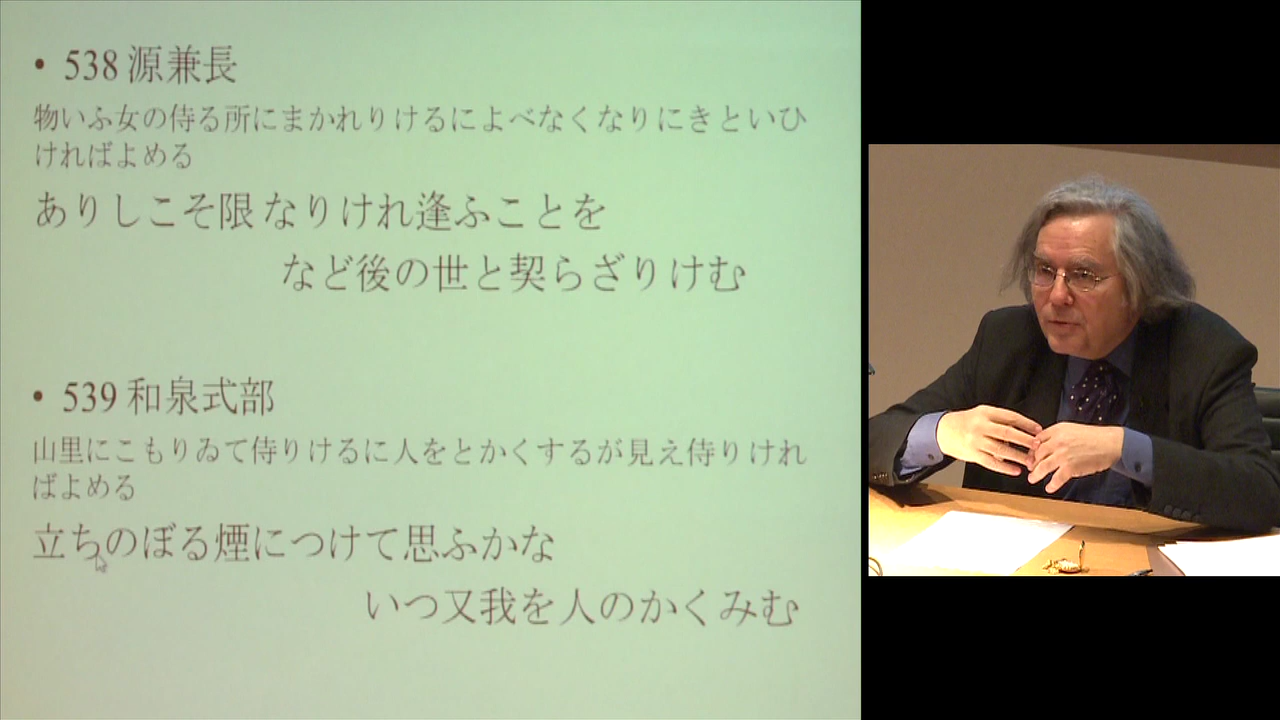 • 538 源兼長
物いふ女の侍る所にまかれりけるによべなくなりにきといひ
ければよめる
ありしこそ限なりけれ逢ふことを
など後の世と契らざりけむ
• 539 和泉式部
山里にこもりゐて侍りけるに人をとかくするが見え侍りけれ
ばよめる
立ちのぼる煙につけて思ふかな
いつ又我を人のかくみむ